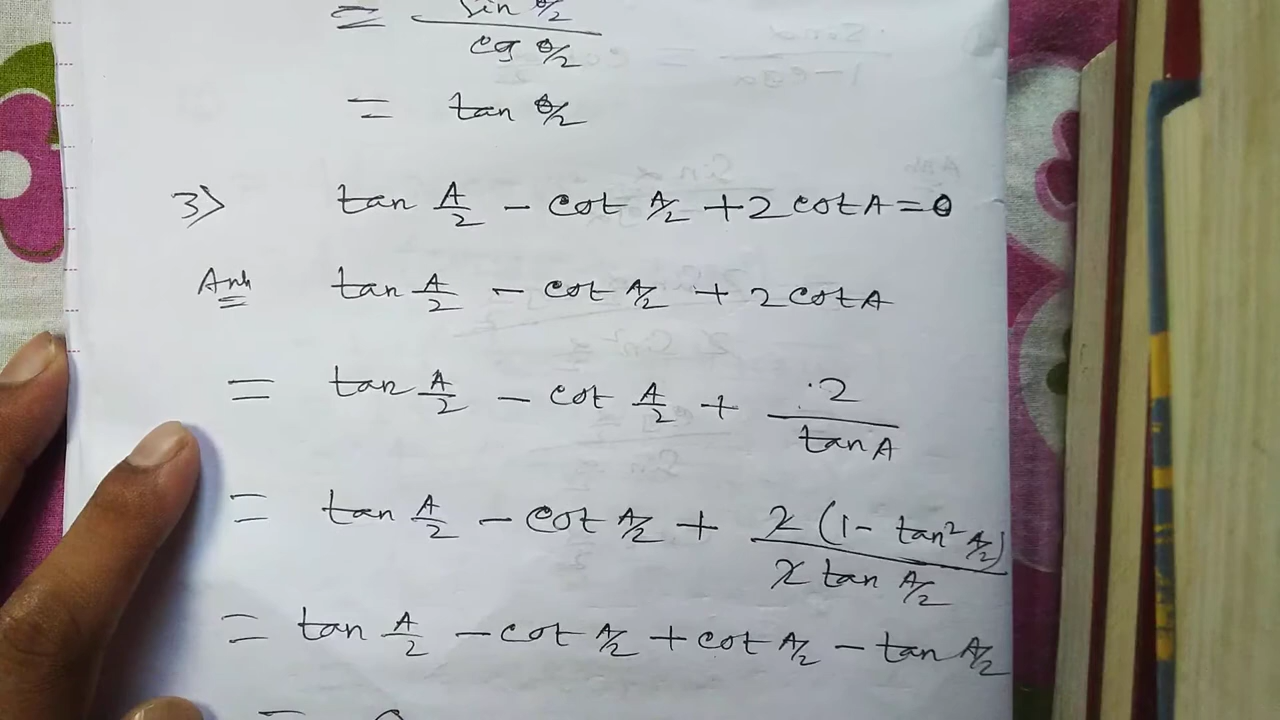 = sin θ/2 / cos θ/2
= tan θ/2
3) tan A/2 - cot A/2 + 2 cot A = 0
Ans tan A/2 - cot A/2 + 2 cot A
= tan A/2 - cot A/2 + 2 / tan A
= tan A/2 - cot A/2 + 2 (1 - tan² A/2) / 2 tan A/2
= tan A/2 - cot A/2 + cot A/2 - tan A/2
= 0